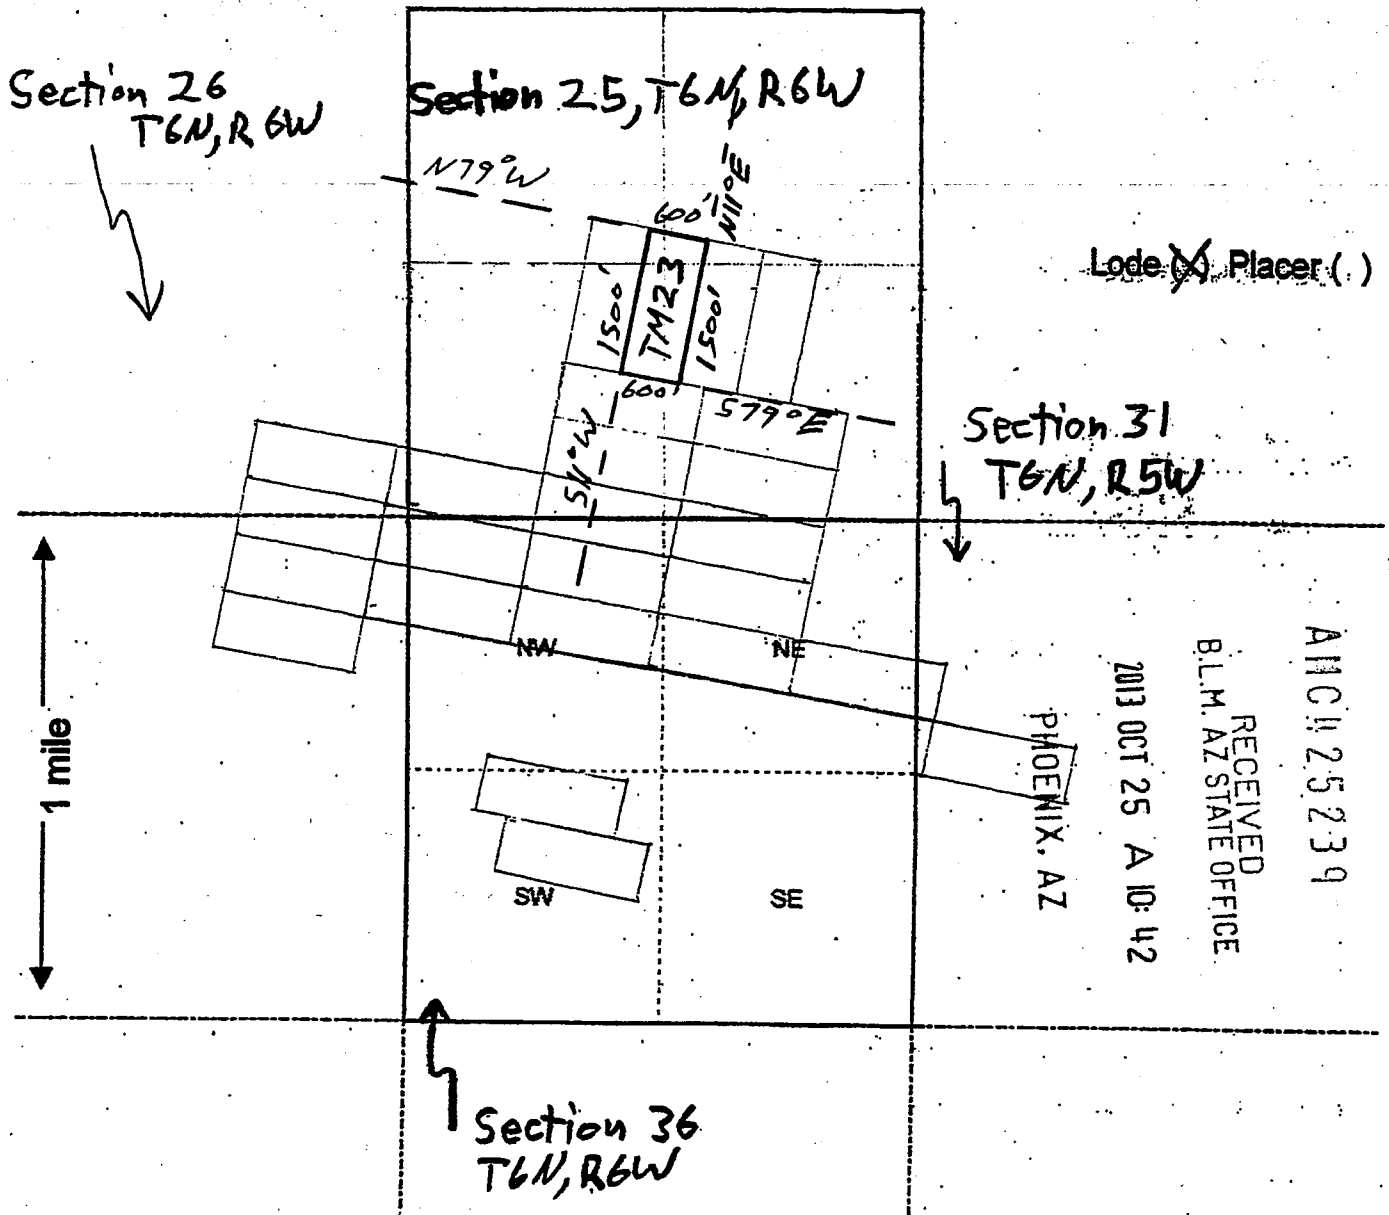 Section 26
T6N, R6W
Section 25, T6N, R6W
N79°W
600'
N11°E
Lode (X) Placer ( )
1500'
TM23
1500'
600'
S79°E
S11°W
Section 31
T6N, R5W
NW
NE
1 mile
SW
SE
RECEIVED
B.L.M. AZ STATE OFFICE
2013 OCT 25 A 10:42
PHOENIX, AZ
Section 36
T6N, R6W